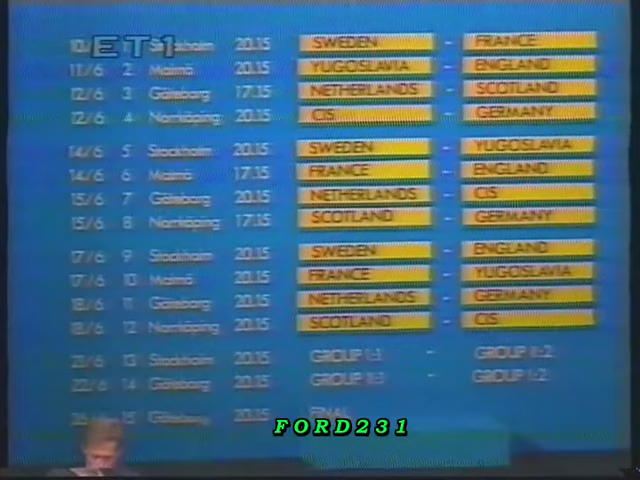 ET1
10/6 1 Stockholm 20.15 SWEDEN - FRANCE
11/6 2 Malmö 20.15 YUGOSLAVIA - ENGLAND
12/6 3 Göteborg 17.15 NETHERLANDS - SCOTLAND
12/6 4 Norrköping 20.15 CIS - GERMANY
14/6 5 Stockholm 20.15 SWEDEN - YUGOSLAVIA
14/6 6 Malmö 17.15 FRANCE - ENGLAND
15/6 7 Göteborg 20.15 NETHERLANDS - CIS
15/6 8 Norrköping 17.15 SCOTLAND - GERMANY
17/6 9 Stockholm 20.15 SWEDEN - ENGLAND
17/6 10 Malmö 20.15 FRANCE - YUGOSLAVIA
18/6 11 Göteborg 20.15 NETHERLANDS - GERMANY
18/6 12 Norrköping 20.15 SCOTLAND - CIS
21/6 13 Stockholm 20.15 GROUP I:1 - GROUP II:2
22/6 14 Göteborg 20.15 GROUP II:1 - GROUP I:2
15 Göteborg 20.15 FINAL
FORD231